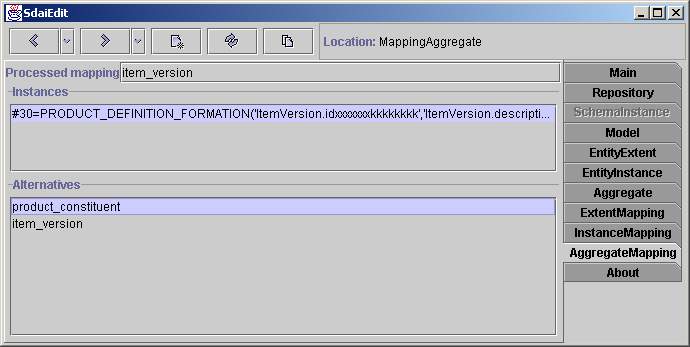 SdaiEdit
Location: MappingAggregate
Processed mapping item_version
Instances
#30=PRODUCT_DEFINITION_FORMATION('ItemVersion.idxxxxxxxkkkkkkkk','ItemVersion.descripti...
Alternatives
product_constituent
item_version
Main
Repository
SchemaInstance
Model
EntityExtent
EntityInstance
Aggregate
ExtentMapping
InstanceMapping
AggregateMapping
About